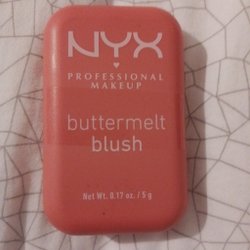 NYX
PROFESSIONAL
MAKEUP
buttermelt
blush
Net Wt. 0.17 oz. / 5 g